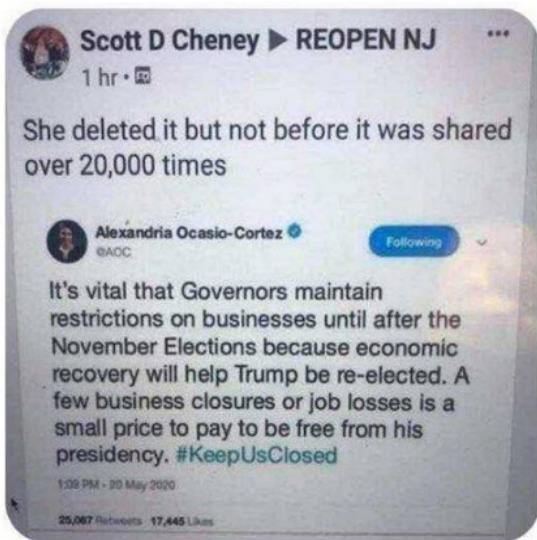 Scott D Cheney ▶ REOPEN NJ
1 hr •
She deleted it but not before it was shared
over 20,000 times
Alexandria Ocasio-Cortez
@AOC
Following
It's vital that Governors maintain
restrictions on businesses until after the
November Elections because economic
recovery will help Trump be re-elected. A
few business closures or job losses is a
small price to pay to be free from his
presidency. #KeepUsClosed
1:09 PM - 20 May 2020
25,087 Retweets 17,445 Likes